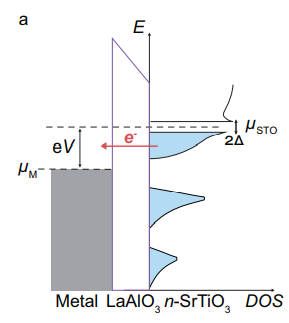 a
E
μSTO
2Δ
e-
eV
μM
Metal LaAlO3 n-SrTiO3 DOS